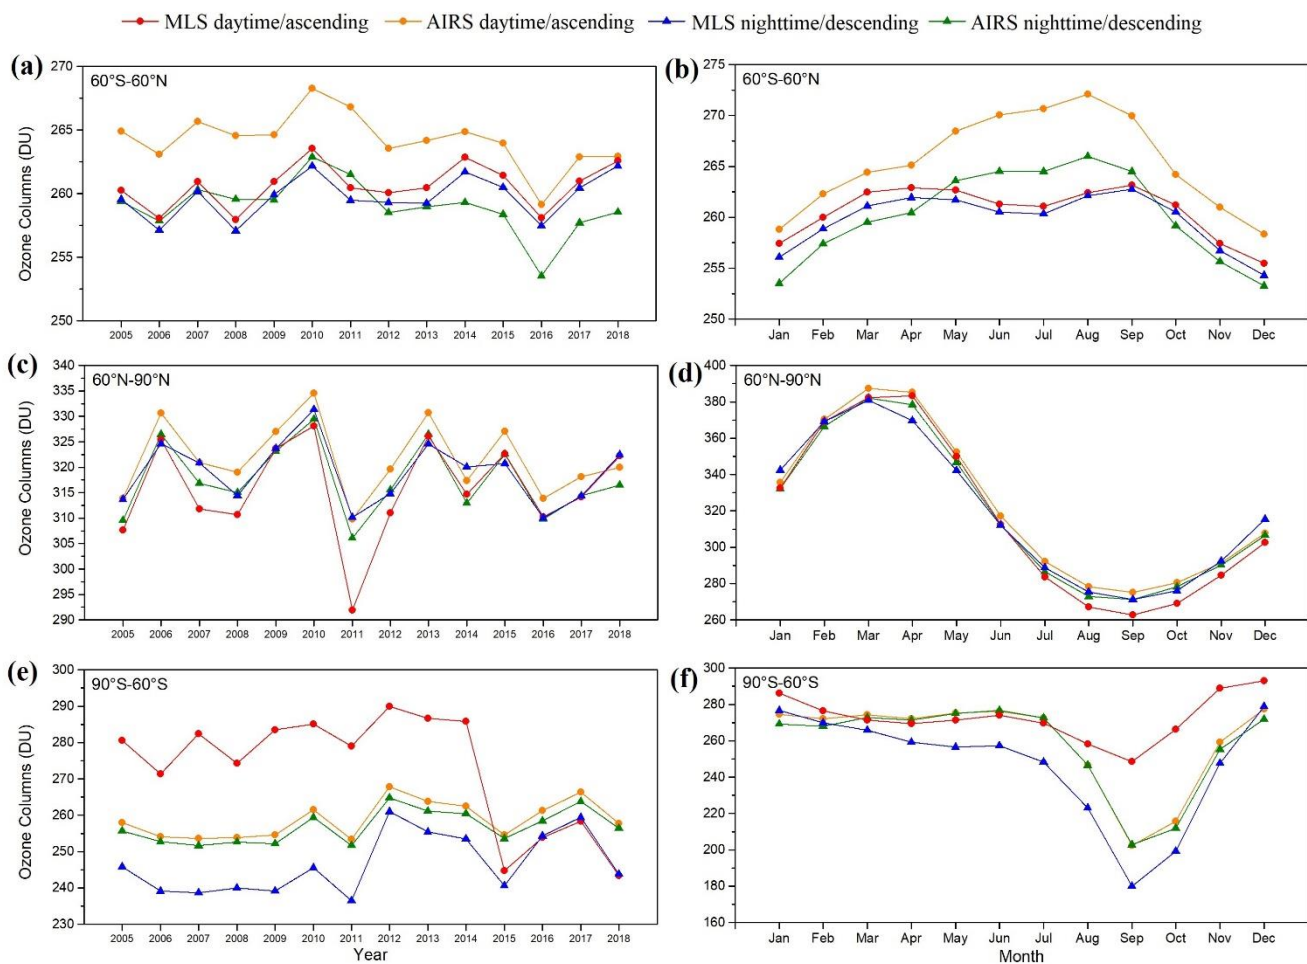 MLS daytime/ascending AIRS daytime/ascending MLS nighttime/descending AIRS nighttime/descending
(a)
60°S-60°N
Ozone Columns (DU)
270
265
260
255
250
2005 2006 2007 2008 2009 2010 2011 2012 2013 2014 2015 2016 2017 2018
(b)
60°S-60°N
275
270
265
260
255
250
Jan Feb Mar Apr May Jun Jul Aug Sep Oct Nov Dec
(c)
60°N-90°N
Ozone Columns (DU)
340
335
330
325
320
315
310
305
300
295
290
2005 2006 2007 2008 2009 2010 2011 2012 2013 2014 2015 2016 2017 2018
(d)
60°N-90°N
400
380
360
340
320
300
280
260
Jan Feb Mar Apr May Jun Jul Aug Sep Oct Nov Dec
(e)
90°S-60°S
Ozone Columns (DU)
300
290
280
270
260
250
240
230
2005 2006 2007 2008 2009 2010 2011 2012 2013 2014 2015 2016 2017 2018
Year
(f)
90°S-60°S
300
280
260
240
220
200
180
160
Jan Feb Mar Apr May Jun Jul Aug Sep Oct Nov Dec
Month